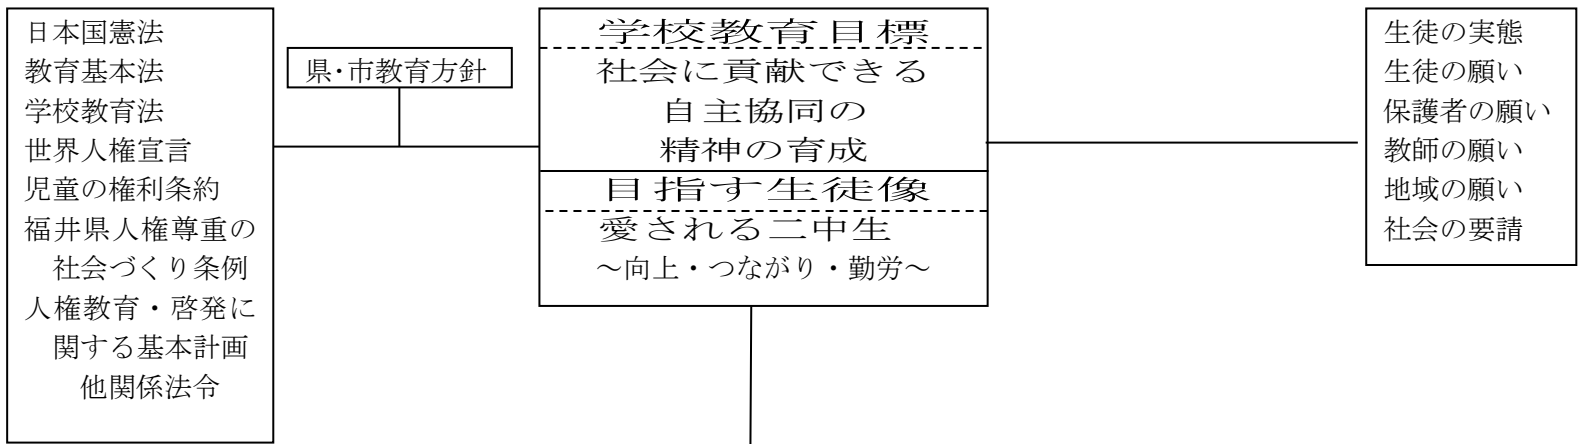 日本国憲法
教育基本法
学校教育法
世界人権宣言
児童の権利条約
福井県人権尊重の
社会づくり条例
人権教育・啓発に
関する基本計画
他関係法令
県・市教育方針
学校教育目標
社会に貢献できる
自主協同の
精神の育成
目指す生徒像
愛される二中生
～向上・つながり・勤労～
生徒の実態
生徒の願い
保護者の願い
教師の願い
地域の願い
社会の要請